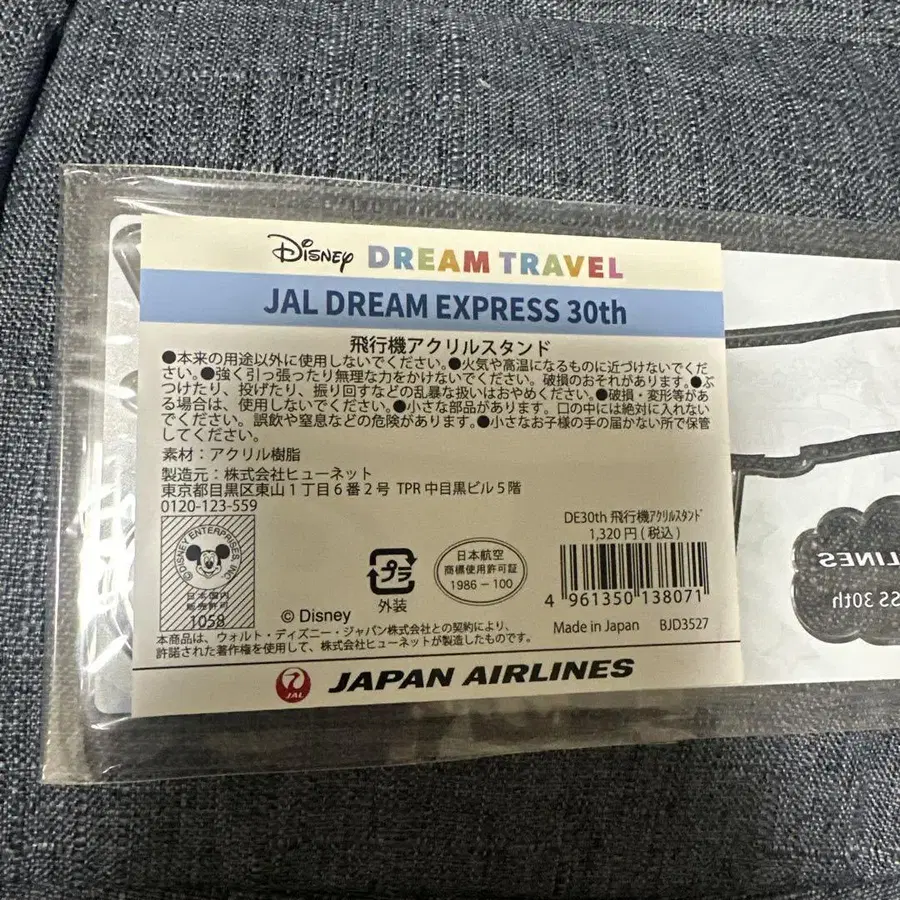 Disney DREAM TRAVEL
JAL DREAM EXPRESS 30th
飛行機アクリルスタンド
●本来の用途以外に使用しないでください。●火気や高温になるものに近づけないでくだ
さい。●強く引っ張ったり無理な力をかけないでください。破損のおそれがあります。●ぶ
つけたり、投げたり、振り回すなどの乱暴な扱いはおやめください。●破損・変形等があ
る場合は、使用しないでください。●小さな部品があります。口の中には絶対に入れない
でください。誤飲や窒息などの危険があります。●小さなお子様の手の届かない所で保管
してください。
素材：アクリル樹脂
製造元：株式会社ヒューネット
東京都目黒区東山1丁目6番2号 TPR 中目黒ビル5階
0120-123-559
DE30th 飛行機アクリルスタンド
1,320円(税込)
©DISNEY ENTERPRISES, INC.
日本国内
販売許可
1058
プラ
外装
日本航空
商標使用許可証
1986-100
4 961350 138071
© Disney
Made in Japan BJD3527
本商品は、ウォルト・ディズニー・ジャパン株式会社との契約により、
許諾された著作権を使用して、株式会社ヒューネットが製造したものです。
JAL JAPAN AIRLINES
LINES
SS 30th